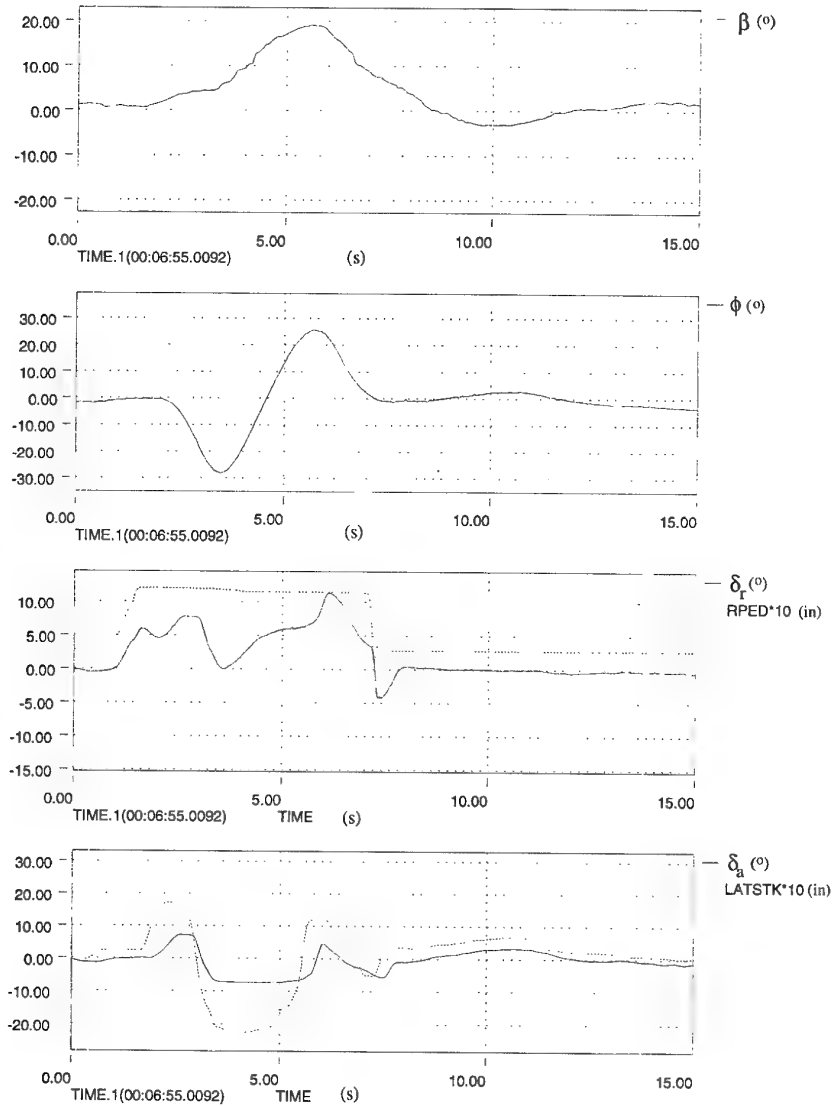 20.00
— β (º)
10.00
0.00
-10.00
-20.00
0.00 5.00 10.00 15.00
TIME.1(00:06:55.0092) (s)
30.00
— ϕ (º)
20.00
10.00
0.00
-10.00
-20.00
-30.00
0.00 5.00 10.00 15.00
TIME.1(00:06:55.0092) (s)
10.00
— δr (º)
RPED*10 (in)
5.00
0.00
-5.00
-10.00
-15.00
0.00 5.00 10.00 15.00
TIME.1(00:06:55.0092) TIME (s)
30.00
— δa (º)
LATSTK*10 (in)
20.00
10.00
0.00
-10.00
-20.00
0.00 5.00 10.00 15.00
TIME.1(00:06:55.0092) TIME (s)